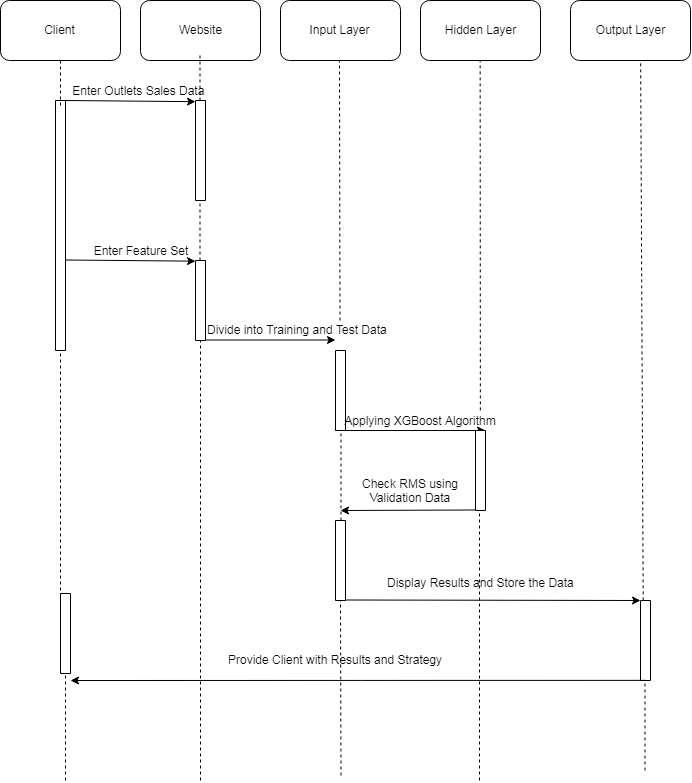 Client
Website
Input Layer
Hidden Layer
Output Layer
Enter Outlets Sales Data
Enter Feature Set
Divide into Training and Test Data
Applying XGBoost Algorithm
Check RMS using
Validation Data
Display Results and Store the Data
Provide Client with Results and Strategy